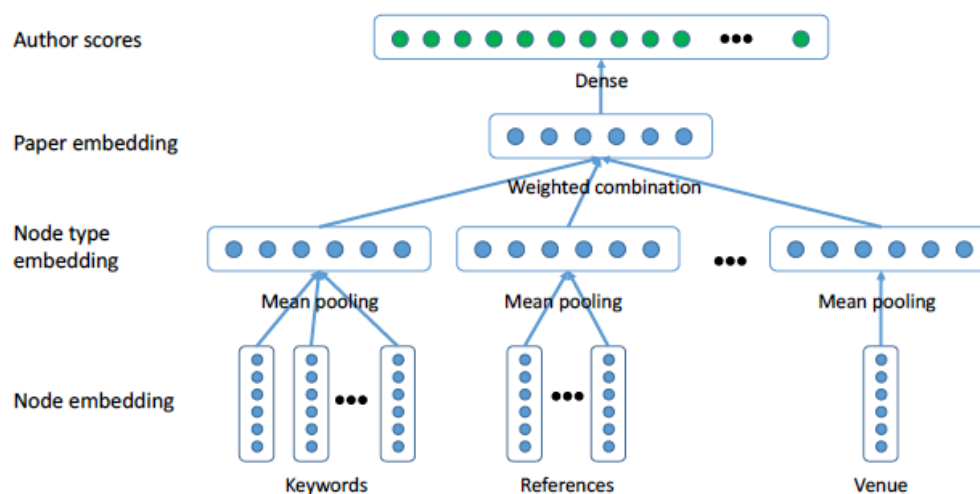 Author scores
Dense
Paper embedding
Weighted combination
Node type
embedding
Mean pooling
Mean pooling
Mean pooling
Node embedding
Keywords
References
Venue